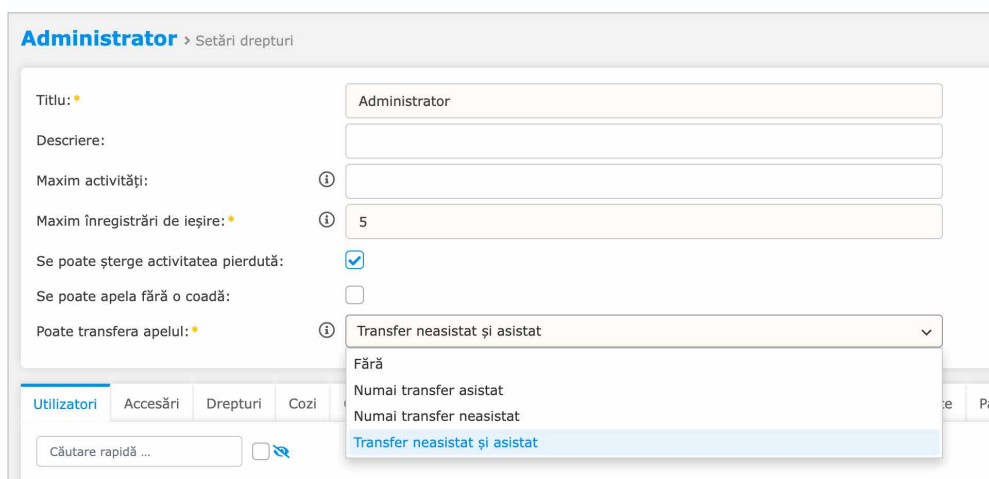 Administrator > Setări drepturi
Titlu:*
Administrator
Descriere:
Maxim activități:
Maxim înregistrări de ieșire:*
5
Se poate șterge activitatea pierdută:
Se poate apela fără o coadă:
Poate transfera apelul:*
Transfer neasistat și asistat
Fără
Numai transfer asistat
Numai transfer neasistat
Transfer neasistat și asistat
Utilizatori Accesări Drepturi Cozi
Căutare rapidă ...